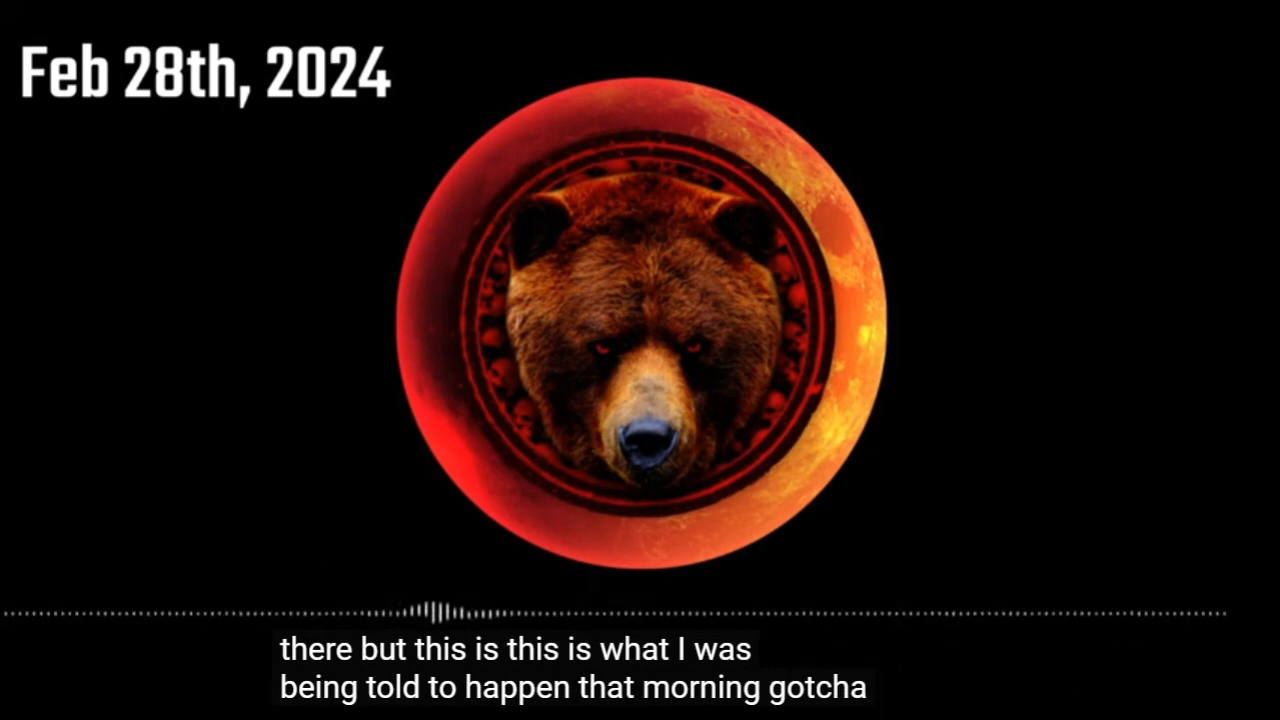 Feb 28th, 2024
there but this is this is what I was
being told to happen that morning gotcha